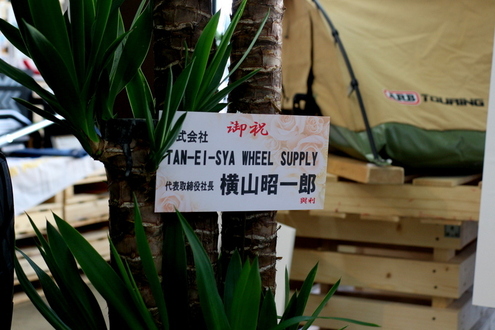 御祝
式会社
TAN-EI-SYA WHEEL SUPPLY
代表取締役社長 横山昭一郎
ARB TOURING